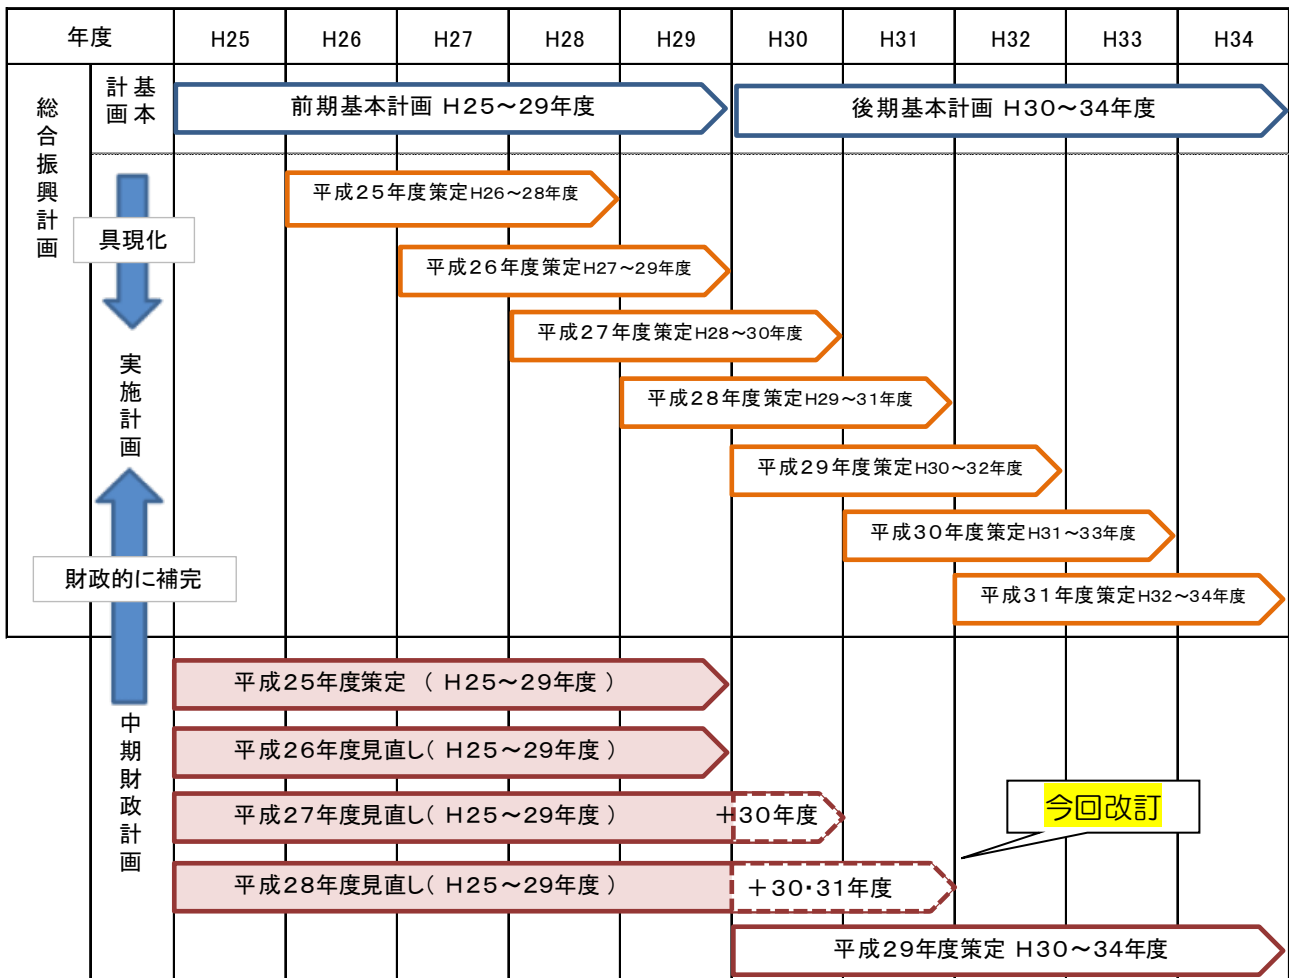 年度 H25 H26 H27 H28 H29 H30 H31 H32 H33 H34
総合振興計画
基本計画
前期基本計画 H25~29年度
後期基本計画 H30~34年度
具現化
実施計画
財政的に補完
平成25年度策定H26~28年度
平成26年度策定H27~29年度
平成27年度策定H28~30年度
平成28年度策定H29~31年度
平成29年度策定H30~32年度
平成30年度策定H31~33年度
平成31年度策定H32~34年度
中期財政計画
平成25年度策定 ( H25~29年度 )
平成26年度見直し( H25~29年度 )
平成27年度見直し( H25~29年度 ) +30年度
今回改訂
平成28年度見直し( H25~29年度 ) +30・31年度
平成29年度策定 H30~34年度